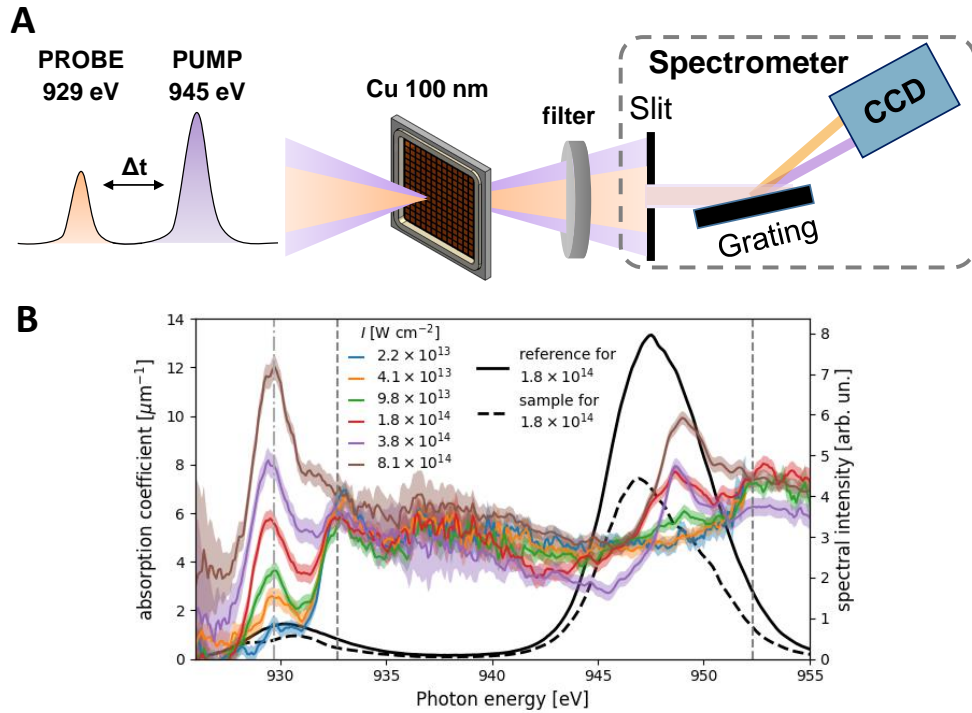 A
PROBE
929 eV
PUMP
945 eV
Δt
Cu 100 nm
filter
Slit
Spectrometer
CCD
Grating
B
I [W cm⁻²]
2.2 × 10¹³
4.1 × 10¹³
9.8 × 10¹³
1.8 × 10¹⁴
3.8 × 10¹⁴
8.1 × 10¹⁴
reference for
1.8 × 10¹⁴
sample for
1.8 × 10¹⁴
absorption coefficient [μm⁻¹]
14
12
10
8
6
4
2
0
spectral intensity [arb. un.]
8
7
6
5
4
3
2
1
0
930
935
940
945
950
955
Photon energy [eV]